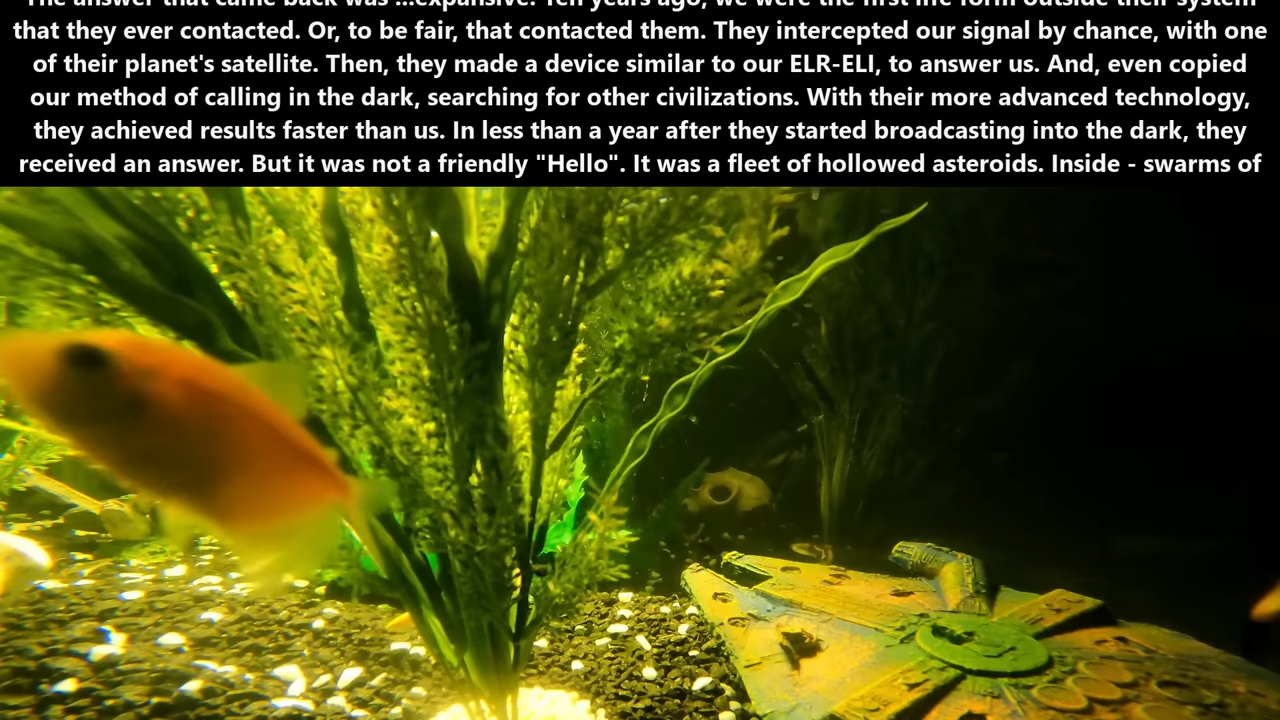 The answer that came back was ...expansive. Ten years ago, we were the first life form outside their system
that they ever contacted. Or, to be fair, that contacted them. They intercepted our signal by chance, with one
of their planet's satellite. Then, they made a device similar to our ELR-ELI, to answer us. And, even copied
our method of calling in the dark, searching for other civilizations. With their more advanced technology,
they achieved results faster than us. In less than a year after they started broadcasting into the dark, they
received an answer. But it was not a friendly "Hello". It was a fleet of hollowed asteroids. Inside - swarms of